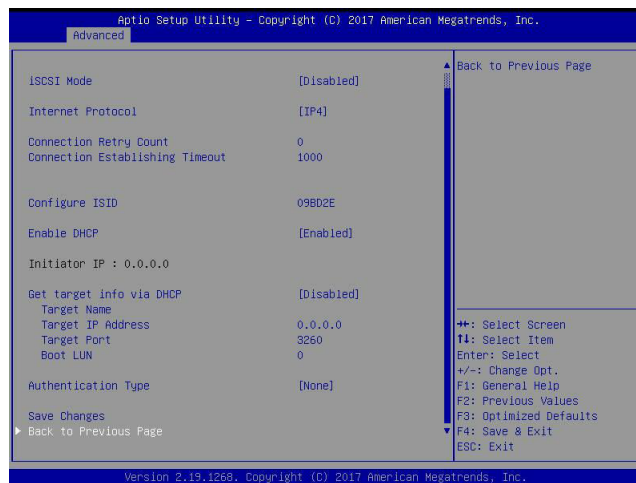 Aptio Setup Utility – Copyright (C) 2017 American Megatrends, Inc.
Advanced
iSCSI Mode [Disabled]
Internet Protocol [IP4]
Connection Retry Count 0
Connection Establishing Timeout 1000
Configure ISID 09BD2E
Enable DHCP [Enabled]
Initiator IP : 0.0.0.0
Get target info via DHCP [Disabled]
Target Name
Target IP Address 0.0.0.0
Target Port 3260
Boot LUN 0
Authentication Type [None]
Save Changes
Back to Previous Page
Back to Previous Page
→←: Select Screen
↑↓: Select Item
Enter: Select
+/-: Change Opt.
F1: General Help
F2: Previous Values
F3: Optimized Defaults
F4: Save & Exit
ESC: Exit
Version 2.19.1268. Copyright (C) 2017 American Megatrends, Inc.